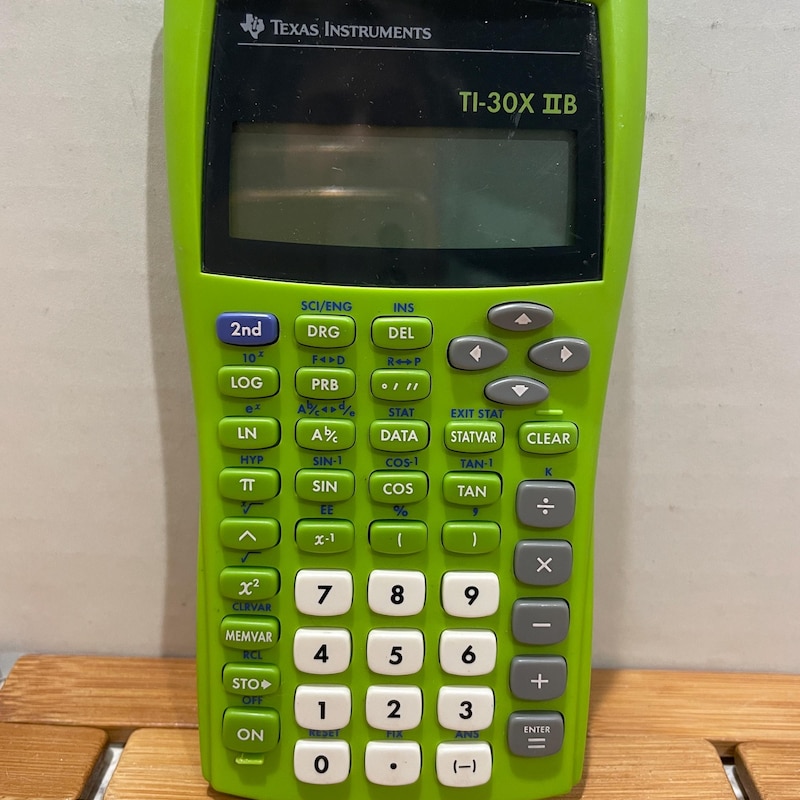 TEXAS INSTRUMENTS
TI-30X IIB
SCI/ENG INS
2nd DRG DEL
10ˣ F◂▸D R↔P
LOG PRB ° ' "
eˣ Ab/c◂▸d/e STAT EXIT STAT
LN Ab/c DATA STATVAR CLEAR
HYP SIN-1 COS-1 TAN-1 K
π SIN COS TAN ÷
ˣ√ EE % ,
^ x-1 ( ) ×
√
x² 7 8 9
CLRVAR
MEMVAR 4 5 6 −
RCL
STO▸ 1 2 3 +
OFF
ON ENTER =
RESET FIX ANS
0 . (−)